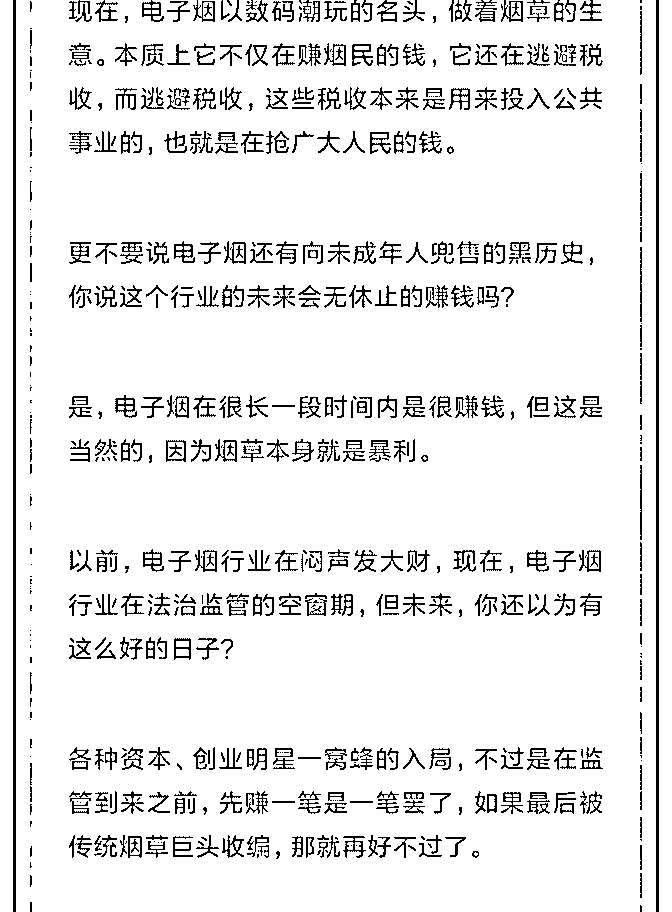 现在，电子烟以数码潮玩的名头，做着烟草的生
意。本质上它不仅在赚烟民的钱，它还在逃避税
收，而逃避税收，这些税收本来是用来投入公共
事业的，也就是在抢广大人民的钱。
更不要说电子烟还有向未成年人兜售的黑历史，
你说这个行业的未来会无休止的赚钱吗？
是，电子烟在很长一段时间内是很赚钱，但这是
当然的，因为烟草本身就是暴利。
以前，电子烟行业在闷声发大财，现在，电子烟
行业在法治监管的空窗期，但未来，你还以为有
这么好的日子？
各种资本、创业明星一窝蜂的入局，不过是在监
管到来之前，先赚一笔是一笔罢了，如果最后被
传统烟草巨头收编，那就再好不过了。